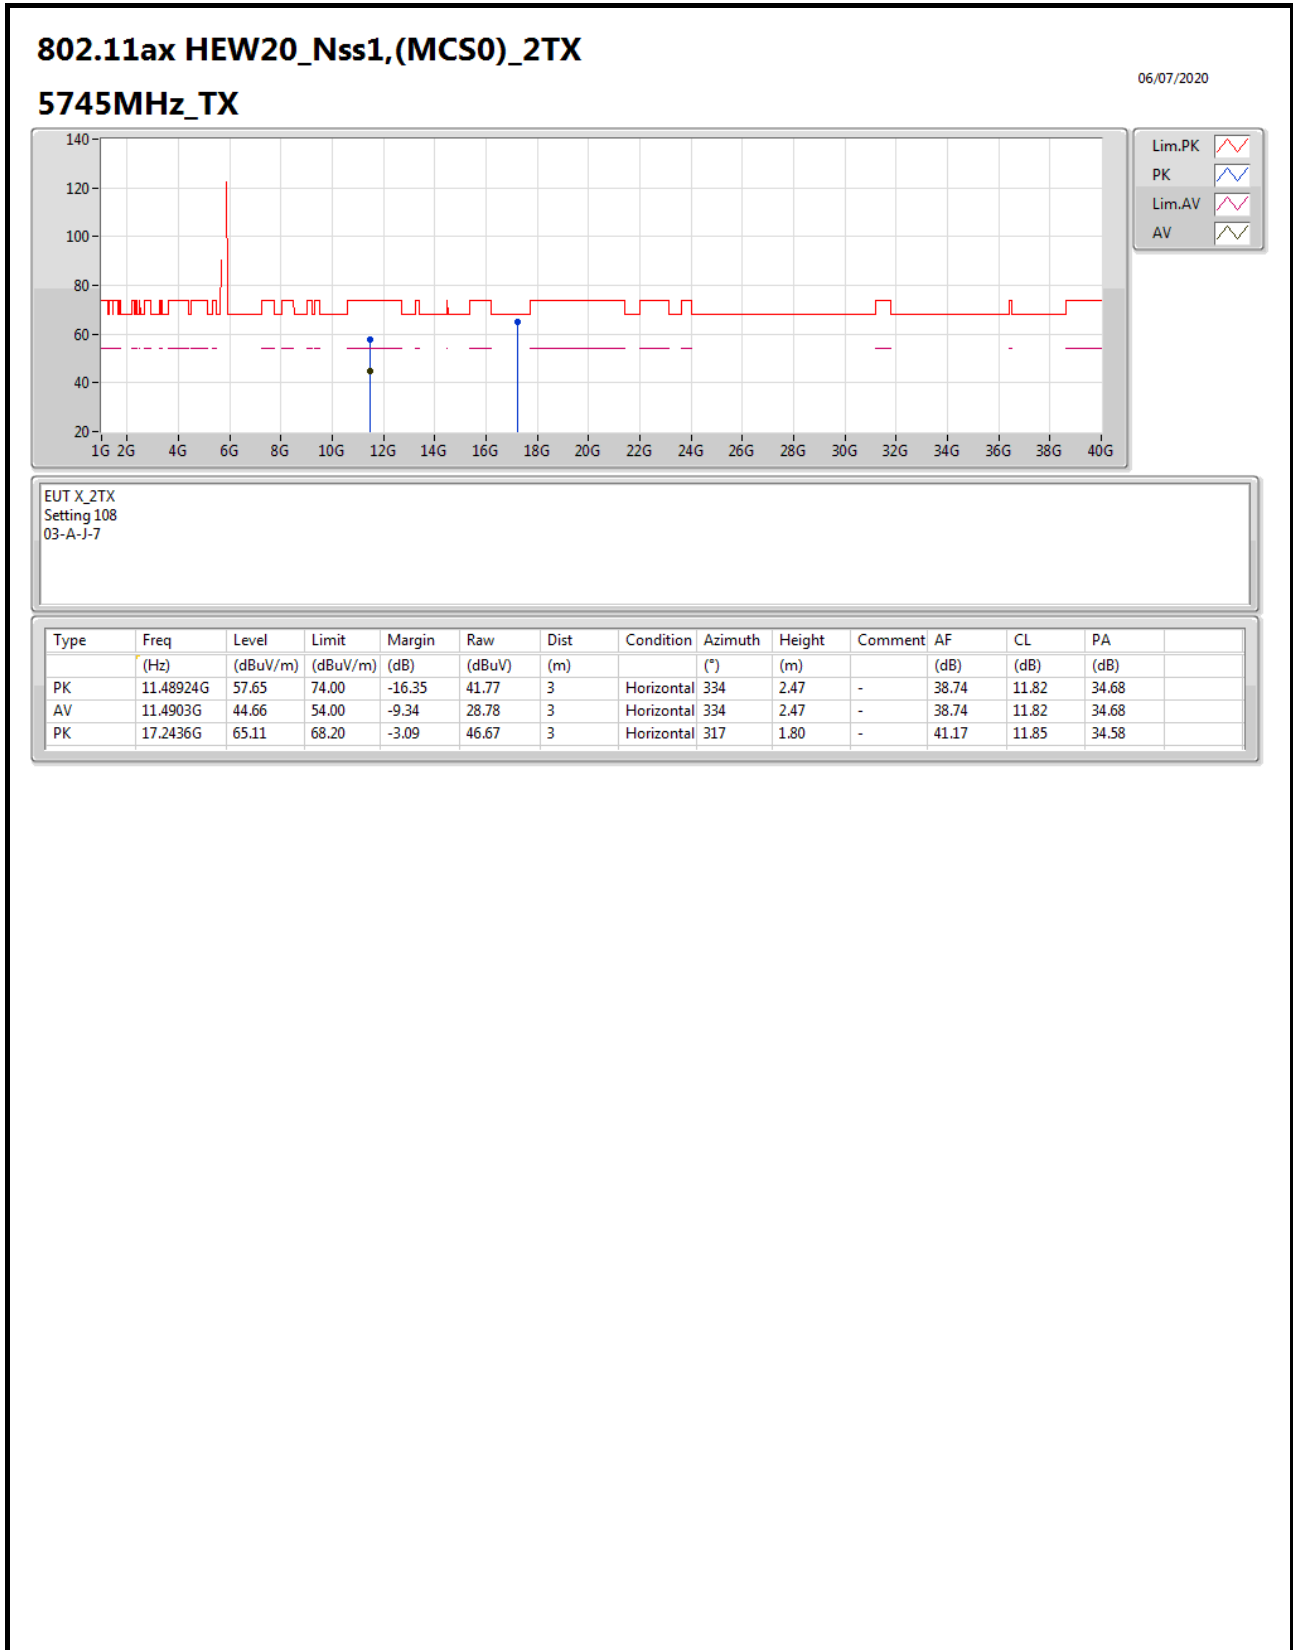 802.11ax HEW20_Nss1,(MCS0)_2TX
06/07/2020
5745MHz_TX
140
120
100
80
60
40
20
1G 2G 4G 6G 8G 10G 12G 14G 16G 18G 20G 22G 24G 26G 28G 30G 32G 34G 36G 38G 40G
Lim.PK
PK
Lim.AV
AV
EUT X_2TX
Setting 108
03-A-J-7
Type Freq Level Limit Margin Raw Dist Condition Azimuth Height Comment AF CL PA
(Hz) (dBuV/m) (dBuV/m) (dB) (dBuV) (m) (°) (m) (dB) (dB) (dB)
PK 11.48924G 57.65 74.00 -16.35 41.77 3 Horizontal 334 2.47 - 38.74 11.82 34.68
AV 11.4903G 44.66 54.00 -9.34 28.78 3 Horizontal 334 2.47 - 38.74 11.82 34.68
PK 17.2436G 65.11 68.20 -3.09 46.67 3 Horizontal 317 1.80 - 41.17 11.85 34.58